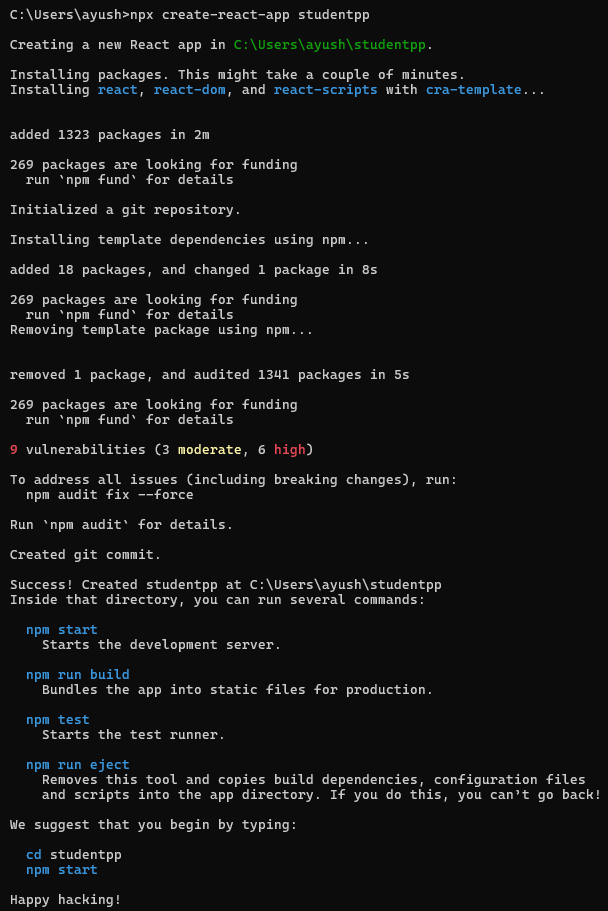 C:\Users\ayush>npx create-react-app studentpp
Creating a new React app in C:\Users\ayush\studentpp.
Installing packages. This might take a couple of minutes.
Installing react, react-dom, and react-scripts with cra-template...
added 1323 packages in 2m
269 packages are looking for funding
  run `npm fund` for details
Initialized a git repository.
Installing template dependencies using npm...
added 18 packages, and changed 1 package in 8s
269 packages are looking for funding
  run `npm fund` for details
Removing template package using npm...
removed 1 package, and audited 1341 packages in 5s
269 packages are looking for funding
  run `npm fund` for details
9 vulnerabilities (3 moderate, 6 high)
To address all issues (including breaking changes), run:
  npm audit fix --force
Run `npm audit` for details.
Created git commit.
Success! Created studentpp at C:\Users\ayush\studentpp
Inside that directory, you can run several commands:
  npm start
    Starts the development server.
  npm run build
    Bundles the app into static files for production.
  npm test
    Starts the test runner.
  npm run eject
    Removes this tool and copies build dependencies, configuration files
    and scripts into the app directory. If you do this, you can’t go back!
We suggest that you begin by typing:
  cd studentpp
  npm start
Happy hacking!